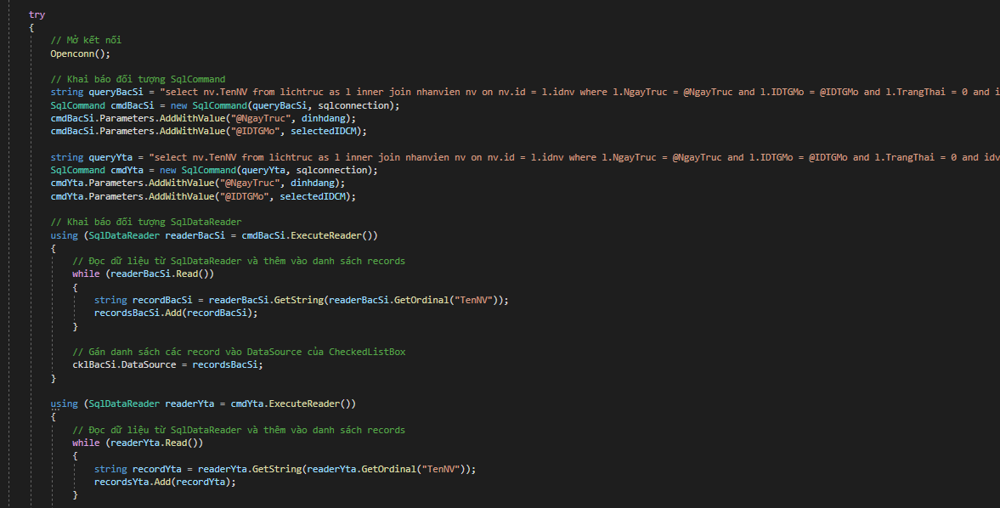 try
{
// Mở kết nối
Openconn();
// Khai báo đối tượng SqlCommand
string queryBacSi = "select nv.TenNV from lichtruc as l inner join nhanvien nv on nv.id = l.idnv where l.NgayTruc = @NgayTruc and l.IDTGMo = @IDTGMo and l.TrangThai = 0 and i
SqlCommand cmdBacSi = new SqlCommand(queryBacSi, sqlconnection);
cmdBacSi.Parameters.AddWithValue("@NgayTruc", dinhdang);
cmdBacSi.Parameters.AddWithValue("@IDTGMo", selectedIDCM);
string queryYta = "select nv.TenNV from lichtruc as l inner join nhanvien nv on nv.id = l.idnv where l.NgayTruc = @NgayTruc and l.IDTGMo = @IDTGMo and l.TrangThai = 0 and idv
SqlCommand cmdYta = new SqlCommand(queryYta, sqlconnection);
cmdYta.Parameters.AddWithValue("@NgayTruc", dinhdang);
cmdYta.Parameters.AddWithValue("@IDTGMo", selectedIDCM);
// Khai báo đối tượng SqlDataReader
using (SqlDataReader readerBacSi = cmdBacSi.ExecuteReader())
{
// Đọc dữ liệu từ SqlDataReader và thêm vào danh sách records
while (readerBacSi.Read())
{
string recordBacSi = readerBacSi.GetString(readerBacSi.GetOrdinal("TenNV"));
recordsBacSi.Add(recordBacSi);
}
// Gán danh sách các record vào DataSource của CheckedListBox
cklBacSi.DataSource = recordsBacSi;
}
using (SqlDataReader readerYta = cmdYta.ExecuteReader())
{
// Đọc dữ liệu từ SqlDataReader và thêm vào danh sách records
while (readerYta.Read())
{
string recordYta = readerYta.GetString(readerYta.GetOrdinal("TenNV"));
recordsYta.Add(recordYta);
}